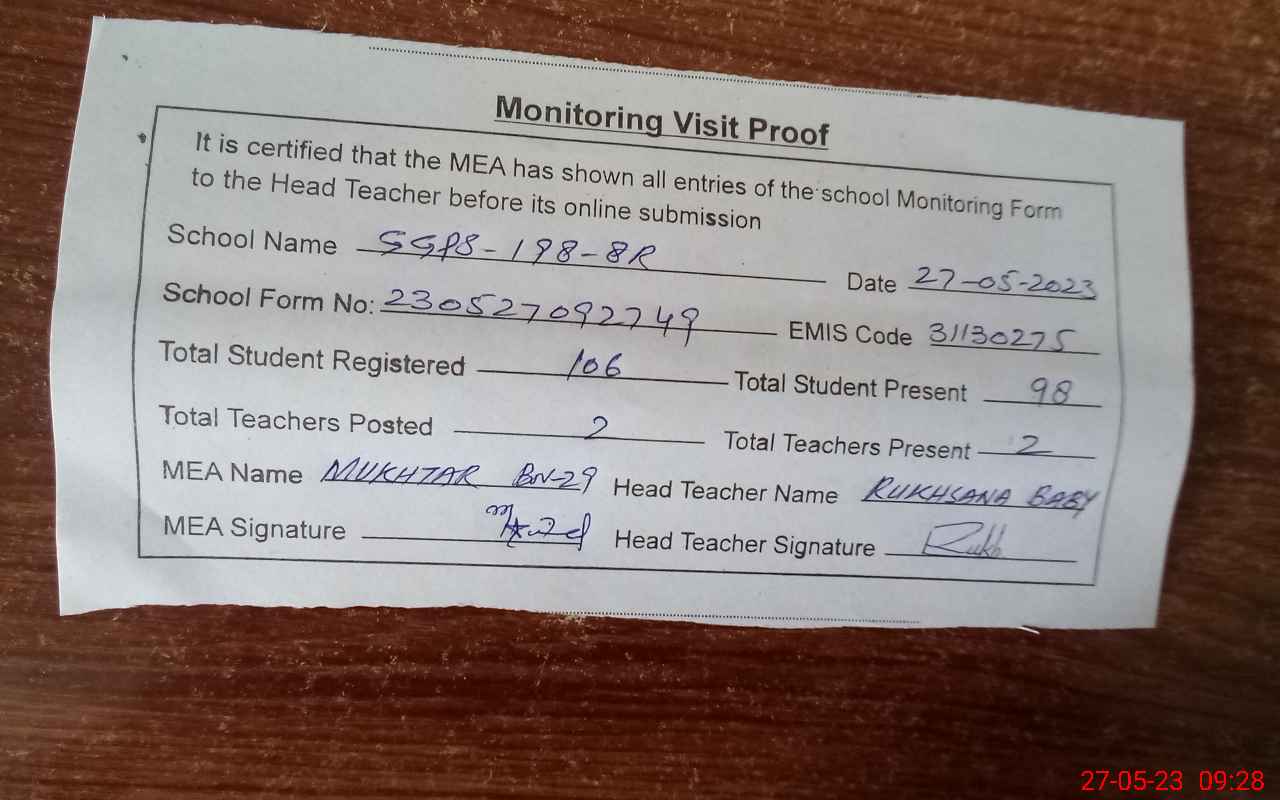 Monitoring Visit Proof
It is certified that the MEA has shown all entries of the school Monitoring Form
to the Head Teacher before its online submission
School Name GGPS-198-8R Date 27-05-2023
School Form No: 230527092749 EMIS Code 31130275
Total Student Registered 106 Total Student Present 98
Total Teachers Posted 2 Total Teachers Present 2
MEA Name MUKHTAR BN-29 Head Teacher Name RUKHSANA BABY
MEA Signature Head Teacher Signature Rukh
27-05-23 09:28